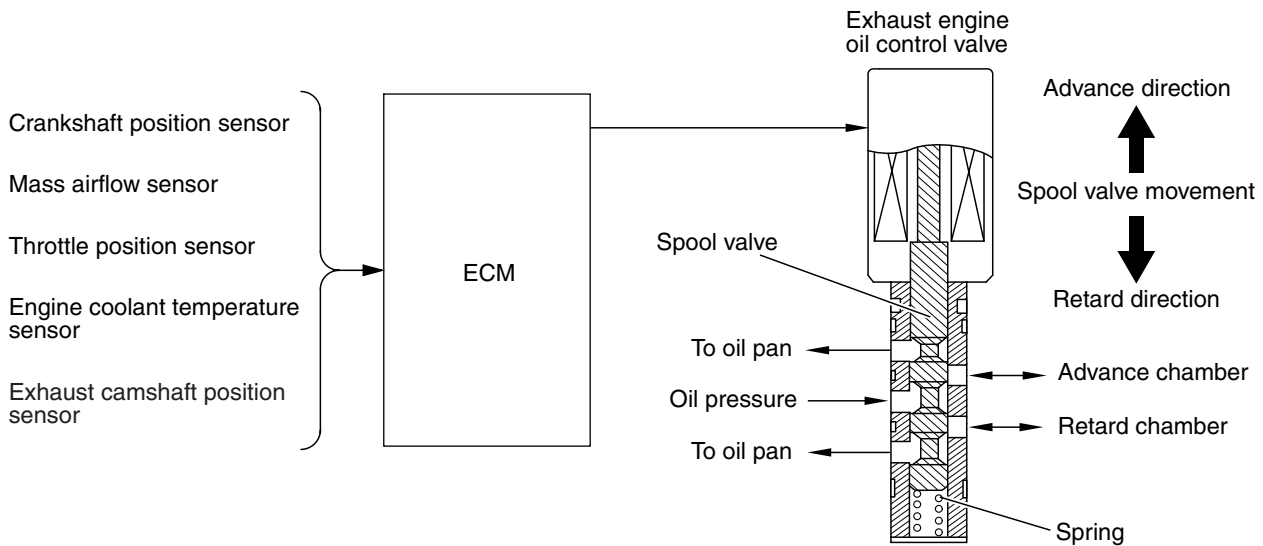 Exhaust engine
oil control valve
Advance direction
Crankshaft position sensor
Mass airflow sensor
Spool valve movement
Throttle position sensor
Spool valve
ECM
Engine coolant temperature
sensor
Retard direction
To oil pan
Advance chamber
Exhaust camshaft position
sensor
Oil pressure
Retard chamber
To oil pan
Spring